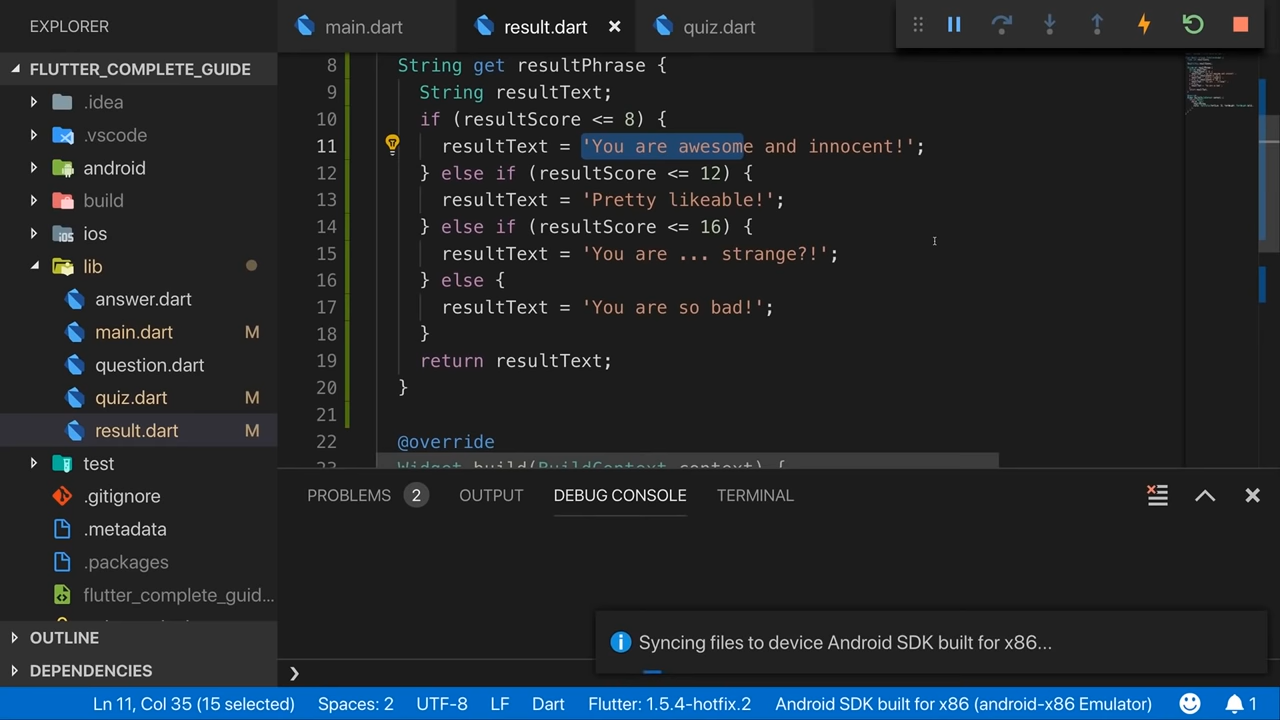 EXPLORER
main.dart
result.dart
quiz.dart
FLUTTER_COMPLETE_GUIDE
.idea
.vscode
android
build
ios
lib
answer.dart
main.dart M
question.dart
quiz.dart M
result.dart M
test
.gitignore
.metadata
.packages
flutter_complete_guid...
OUTLINE
DEPENDENCIES
8 String get resultPhrase {
9 String resultText;
10 if (resultScore <= 8) {
11 resultText = 'You are awesome and innocent!';
12 } else if (resultScore <= 12) {
13 resultText = 'Pretty likeable!';
14 } else if (resultScore <= 16) {
15 resultText = 'You are ... strange?!';
16 } else {
17 resultText = 'You are so bad!';
18 }
19 return resultText;
20 }
21
22 @override
23 Widget build(BuildContext context) {
PROBLEMS 2 OUTPUT DEBUG CONSOLE TERMINAL
Syncing files to device Android SDK built for x86...
Ln 11, Col 35 (15 selected) Spaces: 2 UTF-8 LF Dart Flutter: 1.5.4-hotfix.2 Android SDK built for x86 (android-x86 Emulator) 1